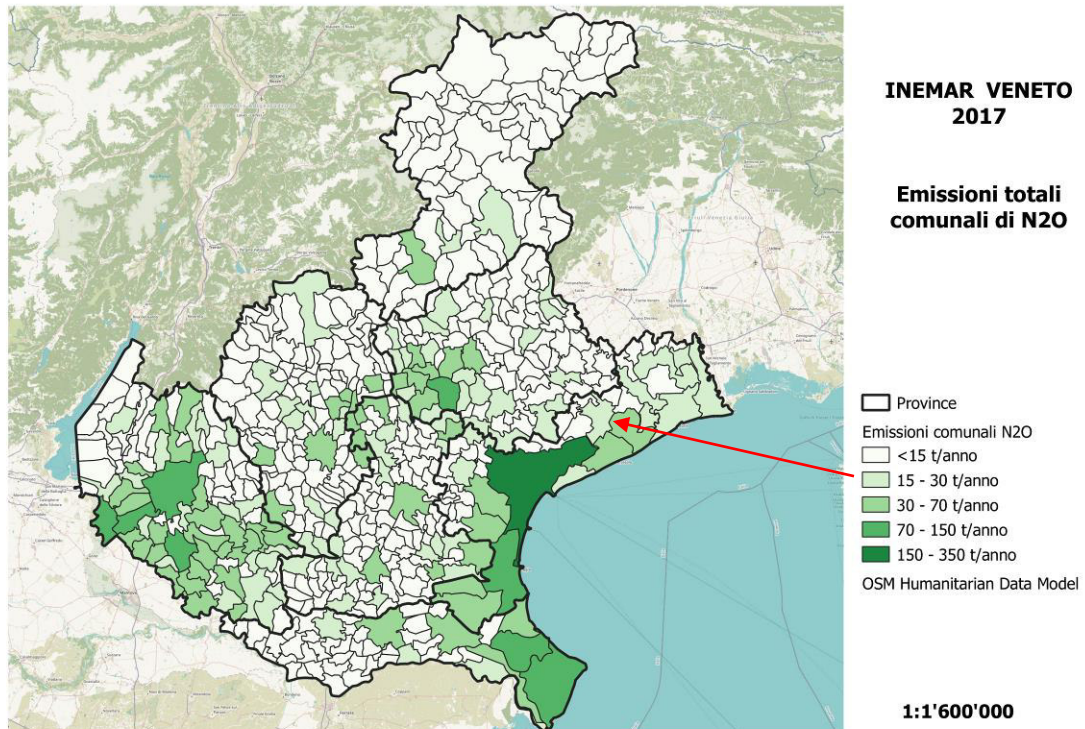 INEMAR VENETO
2017
Emissioni totali
comunali di N2O
Province
Emissioni comunali N2O
<15 t/anno
15 - 30 t/anno
30 - 70 t/anno
70 - 150 t/anno
150 - 350 t/anno
OSM Humanitarian Data Model
1:1'600'000